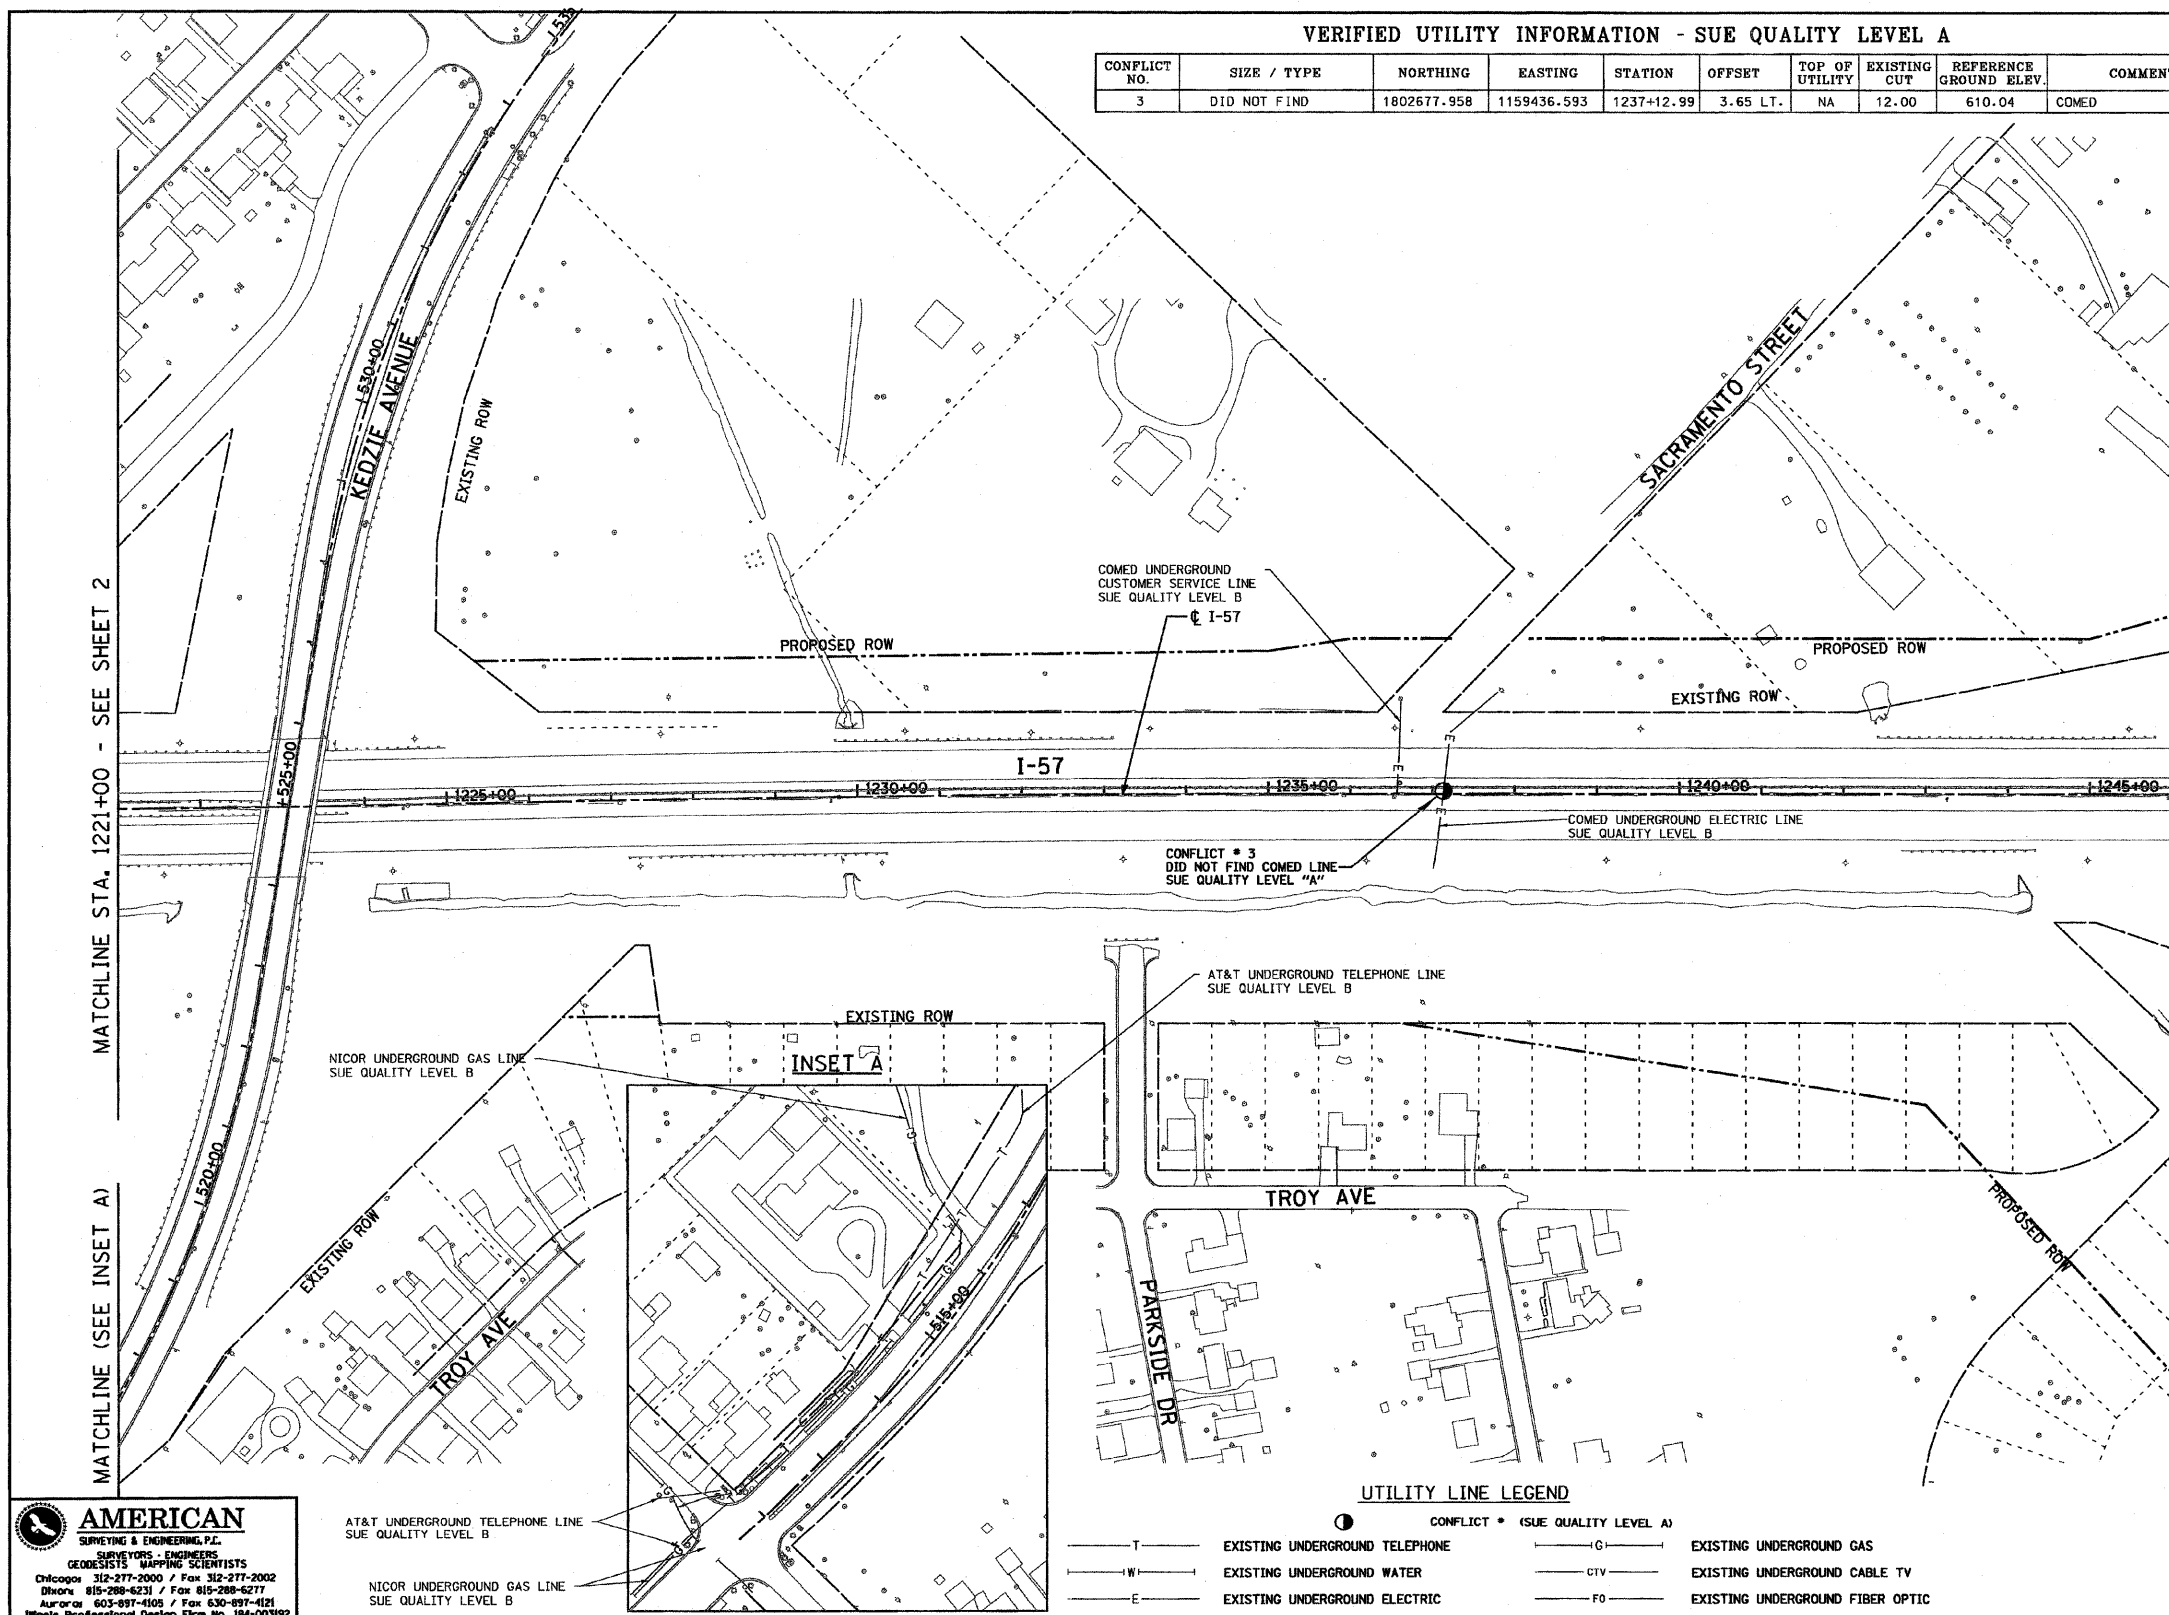 VERIFIED UTILITY INFORMATION - SUE QUALITY LEVEL A
CONFLICT NO. SIZE / TYPE NORTHING EASTING STATION OFFSET TOP OF UTILITY EXISTING CUT REFERENCE GROUND ELEV. COMMEN
3 DID NOT FIND 1802677.958 1159436.593 1237+12.99 3.65 LT. NA 12.00 610.04 COMED
535
530+00
KEDZIE AVENUE
EXISTING ROW
SACRAMENTO STREET
MATCHLINE STA. 1221+00 - SEE SHEET 2
COMED UNDERGROUND
CUSTOMER SERVICE LINE
SUE QUALITY LEVEL B
℄ I-57
PROPOSED ROW
PROPOSED ROW
EXISTING ROW
525+00
I-57
E
E
1225+00
1230+00
1235+00
1240+00
1245+00
E
COMED UNDERGROUND ELECTRIC LINE
SUE QUALITY LEVEL B
CONFLICT # 3
DID NOT FIND COMED LINE
SUE QUALITY LEVEL "A"
AT&T UNDERGROUND TELEPHONE LINE
SUE QUALITY LEVEL B
EXISTING ROW
NICOR UNDERGROUND GAS LINE
SUE QUALITY LEVEL B
INSET A
520+00
G
T
T
T
G
515+00
TROY AVE
PROPOSED ROW
EXISTING ROW
MATCHLINE (SEE INSET A)
TROY AVE
PARKSIDE DR
G
G
AT&T UNDERGROUND TELEPHONE LINE
SUE QUALITY LEVEL B
NICOR UNDERGROUND GAS LINE
SUE QUALITY LEVEL B
UTILITY LINE LEGEND
CONFLICT # (SUE QUALITY LEVEL A)
T EXISTING UNDERGROUND TELEPHONE
G EXISTING UNDERGROUND GAS
W EXISTING UNDERGROUND WATER
CTV EXISTING UNDERGROUND CABLE TV
E EXISTING UNDERGROUND ELECTRIC
FO EXISTING UNDERGROUND FIBER OPTIC
AMERICAN
SURVEYING & ENGINEERING, P.C.
SURVEYORS - ENGINEERS
GEODESISTS MAPPING SCIENTISTS
Chicago: 312-277-2000 / Fax 312-277-2002
Dixon: 815-288-6231 / Fax 815-288-6277
Aurora: 603-897-4105 / Fax 630-897-4121
Illinois Professional Design Firm No. 184-003192